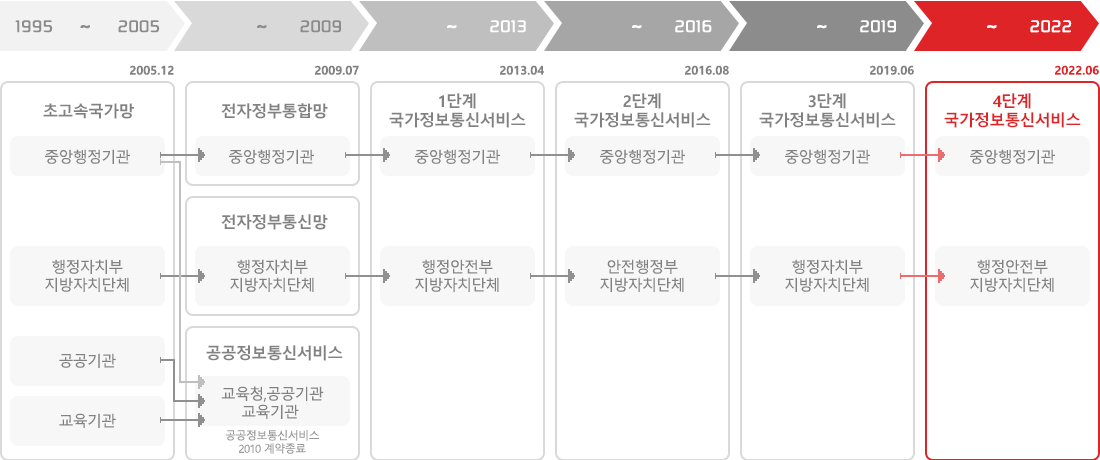 1995 ~ 2005
~ 2009
~ 2013
~ 2016
~ 2019
~ 2022
2005.12
2009.07
2013.04
2016.08
2019.06
2022.06
초고속국가망
중앙행정기관
행정자치부
지방자치단체
공공기관
교육기관
전자정부통합망
중앙행정기관
전자정부통신망
행정자치부
지방자치단체
공공정보통신서비스
교육청,공공기관
교육기관
공공정보통신서비스
2010 계약종료
1단계
국가정보통신서비스
중앙행정기관
행정안전부
지방자치단체
2단계
국가정보통신서비스
중앙행정기관
안전행정부
지방자치단체
3단계
국가정보통신서비스
중앙행정기관
행정자치부
지방자치단체
4단계
국가정보통신서비스
중앙행정기관
행정안전부
지방자치단체